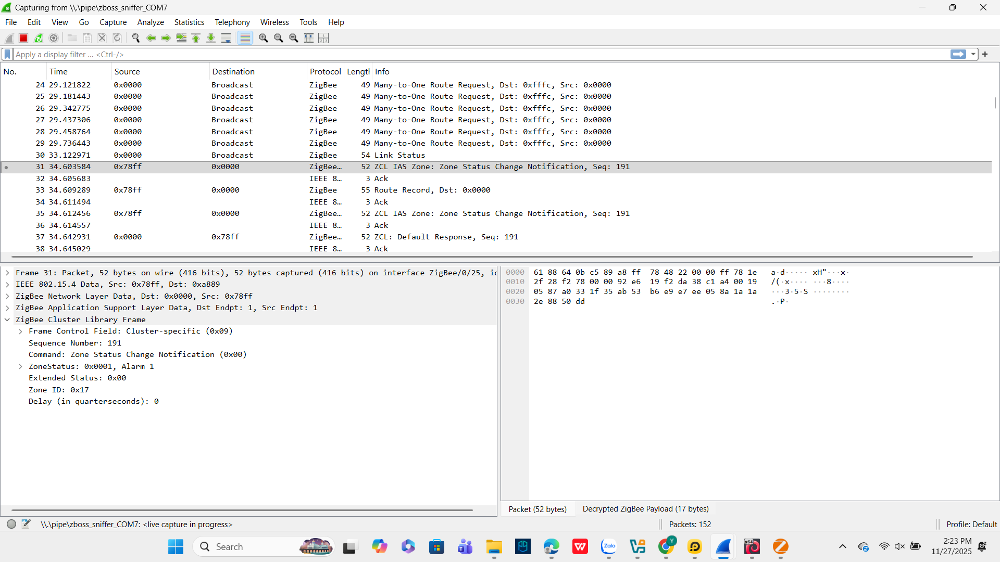 Capturing from \\.\pipe\zboss_sniffer_COM7
File Edit View Go Capture Analyze Statistics Telephony Wireless Tools Help
Apply a display filter ... <Ctrl-/>
No. Time Source Destination Protocol Length Info
24 29.121822 0x0000 Broadcast ZigBee 49 Many-to-One Route Request, Dst: 0xfffc, Src: 0x0000
25 29.181443 0x0000 Broadcast ZigBee 49 Many-to-One Route Request, Dst: 0xfffc, Src: 0x0000
26 29.342775 0x0000 Broadcast ZigBee 49 Many-to-One Route Request, Dst: 0xfffc, Src: 0x0000
27 29.437306 0x0000 Broadcast ZigBee 49 Many-to-One Route Request, Dst: 0xfffc, Src: 0x0000
28 29.458764 0x0000 Broadcast ZigBee 49 Many-to-One Route Request, Dst: 0xfffc, Src: 0x0000
29 29.736443 0x0000 Broadcast ZigBee 49 Many-to-One Route Request, Dst: 0xfffc, Src: 0x0000
30 33.122971 0x0000 Broadcast ZigBee 54 Link Status
31 34.603584 0x78ff 0x0000 ZigBee… 52 ZCL IAS Zone: Zone Status Change Notification, Seq: 191
32 34.605683 IEEE 8… 3 Ack
33 34.609289 0x78ff 0x0000 ZigBee 55 Route Record, Dst: 0x0000
34 34.611494 IEEE 8… 3 Ack
35 34.612456 0x78ff 0x0000 ZigBee… 52 ZCL IAS Zone: Zone Status Change Notification, Seq: 191
36 34.614557 IEEE 8… 3 Ack
37 34.642931 0x0000 0x78ff ZigBee… 52 ZCL: Default Response, Seq: 191
38 34.645029 IEEE 8… 3 Ack
Frame 31: Packet, 52 bytes on wire (416 bits), 52 bytes captured (416 bits) on interface ZigBee/0/25, id
IEEE 802.15.4 Data, Src: 0x78ff, Dst: 0xa889
ZigBee Network Layer Data, Dst: 0x0000, Src: 0x78ff
ZigBee Application Support Layer Data, Dst Endpt: 1, Src Endpt: 1
ZigBee Cluster Library Frame
Frame Control Field: Cluster-specific (0x09)
Sequence Number: 191
Command: Zone Status Change Notification (0x00)
ZoneStatus: 0x0001, Alarm 1
Extended Status: 0x00
Zone ID: 0x17
Delay (in quarterseconds): 0
0000 61 88 64 0b c5 89 a8 ff 78 48 22 00 00 ff 78 1e a·d····· xH"···x·
0010 2f 28 f2 78 00 00 92 e6 19 f2 da 38 c1 a4 00 19 /(·x···· ···8····
0020 05 87 a0 33 1f 35 ab 53 b6 e9 e7 ee 05 8a 1a 1a ···3·5·S ········
0030 2e 88 50 dd .·P·
Packet (52 bytes) Decrypted ZigBee Payload (17 bytes)
\\.\pipe\zboss_sniffer_COM7: <live capture in progress> Packets: 152 Profile: Default
Search
Zalo
x64
Y
2:23 PM
11/27/2025